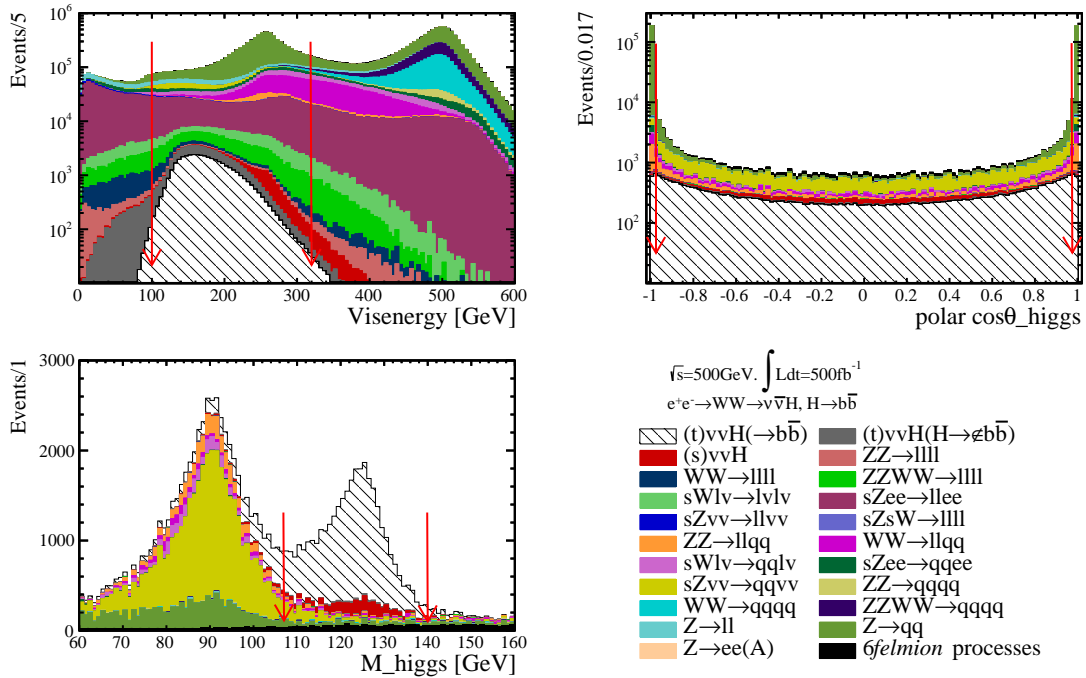 Events/5
10⁶
10⁵
10⁴
10³
10²
0 100 200 300 400 500 600
Visenergy [GeV]
Events/0.017
10⁵
10⁴
10³
10²
-1 -0.8 -0.6 -0.4 -0.2 0 0.2 0.4 0.6 0.8 1
polar cosθ_higgs
Events/1
3000
2400
1800
1200
600
0
60 70 80 90 100 110 120 130 140 150 160
M_higgs [GeV]
√s=500GeV. ∫Ldt=500fb⁻¹
e⁺e⁻→WW→νν̅H, H→bb̅
(t)vvH(→bb̅) (t)vvH(H→∉bb̅)
(s)vvH ZZ→llll
WW→llll ZZWW→llll
sWlv→lvlv sZee→llee
sZvv→llvv sZsW→llll
ZZ→llqq WW→llqq
sWlv→qqlv sZee→qqee
sZvv→qqvv ZZ→qqqq
WW→qqqq ZZWW→qqqq
Z→ll Z→qq
Z→ee(A) 6felmion processes